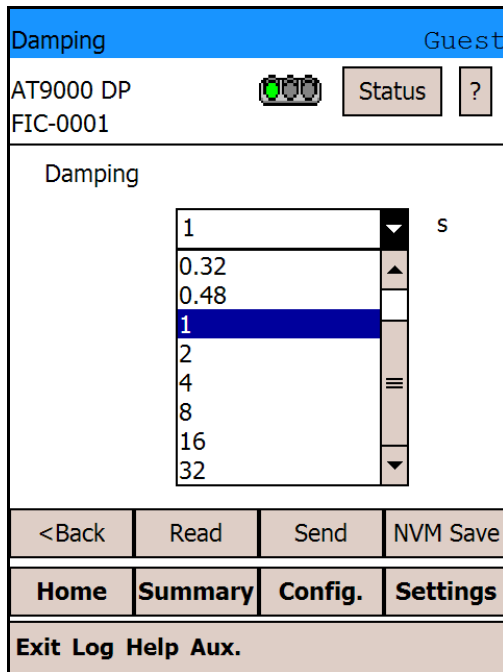 Damping Guest
AT9000 DP Status ?
FIC-0001
Damping
1 s
0.32
0.48
1
2
4
8
16
32
<Back Read Send NVM Save
Home Summary Config. Settings
Exit Log Help Aux.